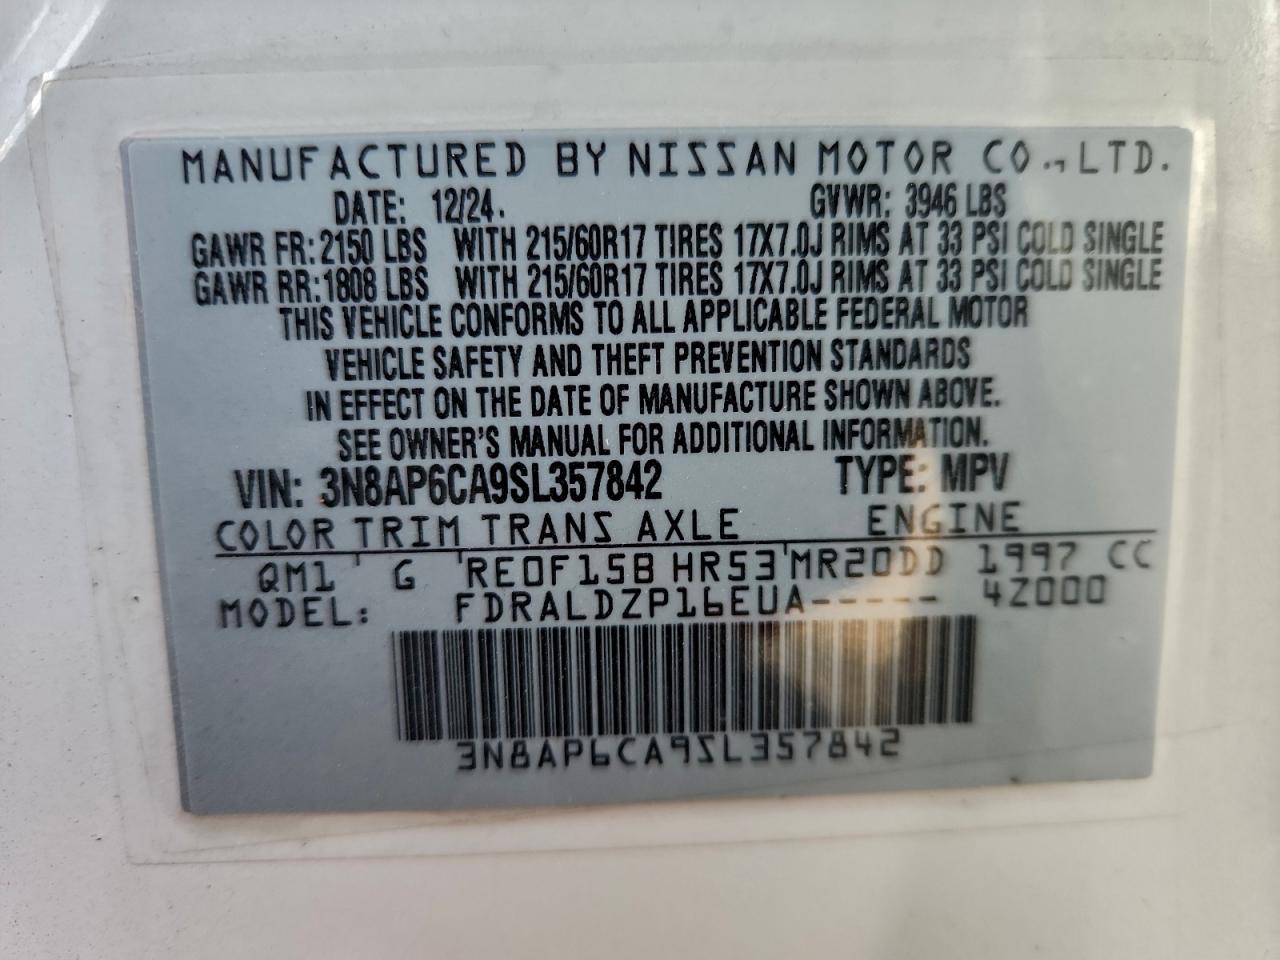 MANUFACTURED BY NISSAN MOTOR CO.,LTD.
DATE: 12/24. GVWR: 3946 LBS
GAWR FR: 2150 LBS WITH 215/60R17 TIRES 17X7.0J RIMS AT 33 PSI COLD SINGLE
GAWR RR: 1808 LBS WITH 215/60R17 TIRES 17X7.0J RIMS AT 33 PSI COLD SINGLE
THIS VEHICLE CONFORMS TO ALL APPLICABLE FEDERAL MOTOR
VEHICLE SAFETY AND THEFT PREVENTION STANDARDS
IN EFFECT ON THE DATE OF MANUFACTURE SHOWN ABOVE.
SEE OWNER'S MANUAL FOR ADDITIONAL INFORMATION.
VIN: 3N8AP6CA9SL357842 TYPE: MPV
COLOR TRIM TRANS AXLE ENGINE
QM1 ' G ' RE0F15B HR53 ' MR20DD 1997 CC
MODEL: FDRALDZP16EUA----- 4Z000
3N8AP6CA9SL357842